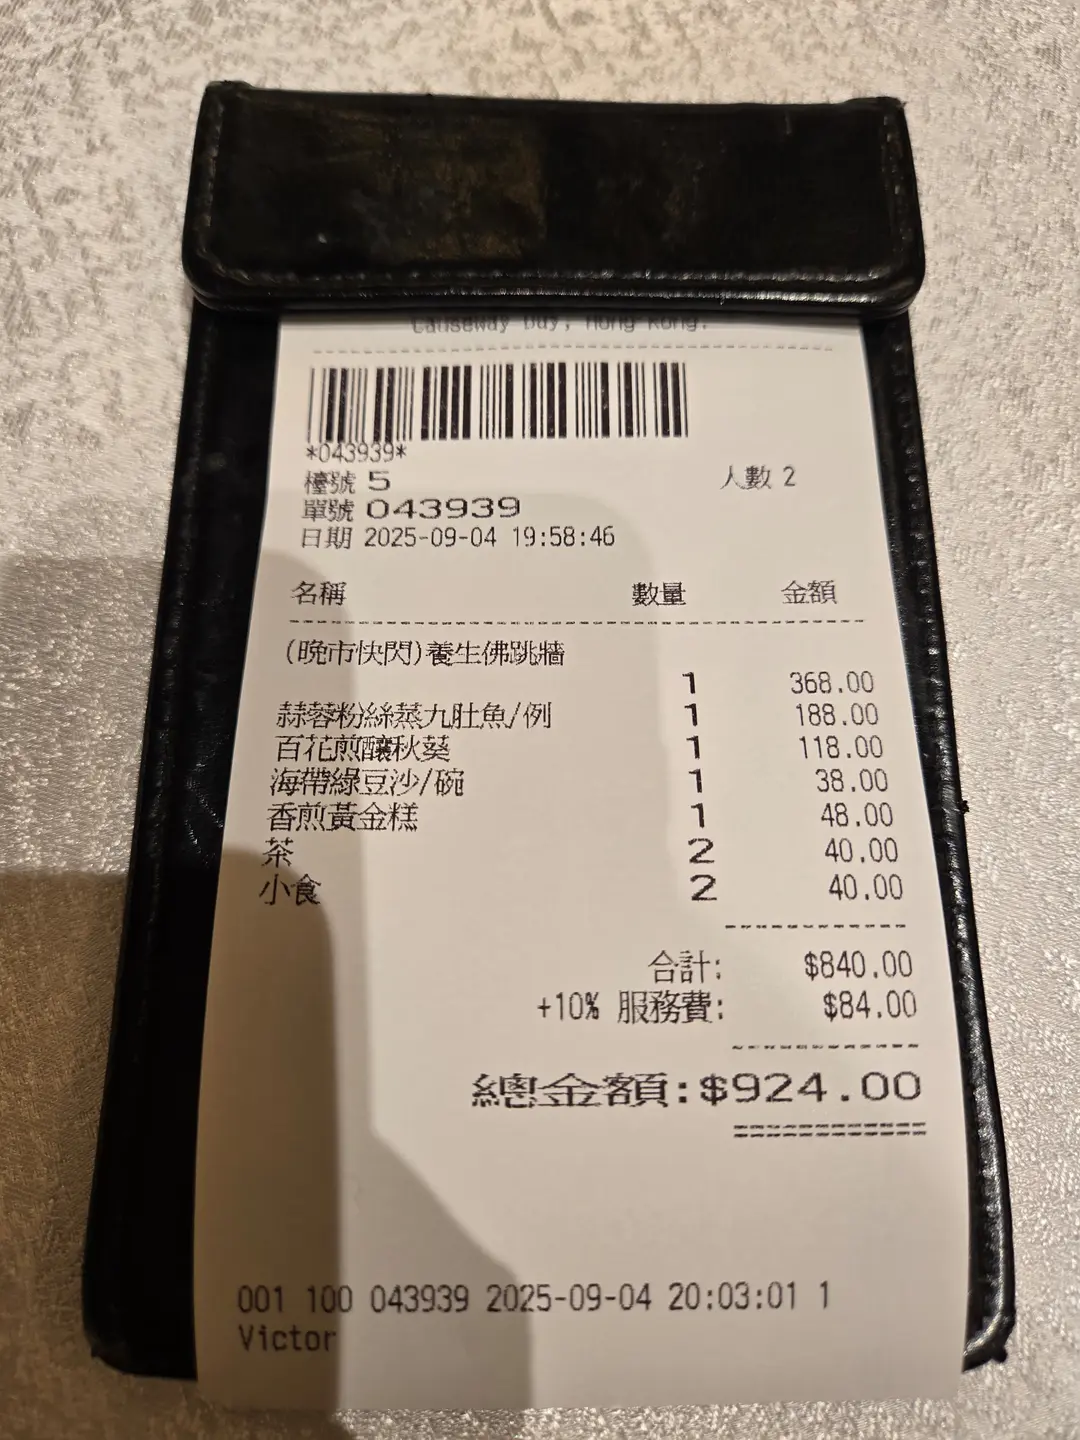 Causeway Bay, Hong Kong.
*043939*
檯號 5 人數 2
單號 043939
日期 2025-09-04 19:58:46
名稱 數量 金額
(晚市快閃)養生佛跳牆
1 368.00
蒜蓉粉絲蒸九肚魚/例 1 188.00
百花煎釀秋葵 1 118.00
海帶綠豆沙/碗 1 38.00
香煎黃金糕 1 48.00
茶 2 40.00
小食 2 40.00
合計: $840.00
+10% 服務費: $84.00
總金額:$924.00
001 100 043939 2025-09-04 20:03:01 1
Victor